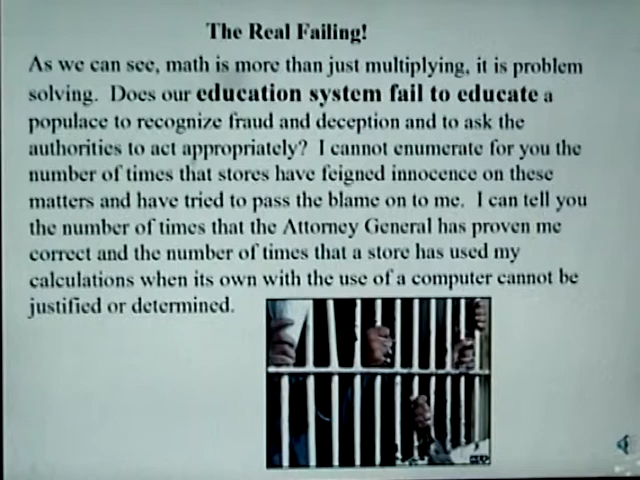 The Real Failing!
As we can see, math is more than just multiplying, it is problem
solving. Does our education system fail to educate a
populace to recognize fraud and deception and to ask the
authorities to act appropriately? I cannot enumerate for you the
number of times that stores have feigned innocence on these
matters and have tried to pass the blame on to me. I can tell you
the number of times that the Attorney General has proven me
correct and the number of times that a store has used my
calculations when its own with the use of a computer cannot be
justified or determined.